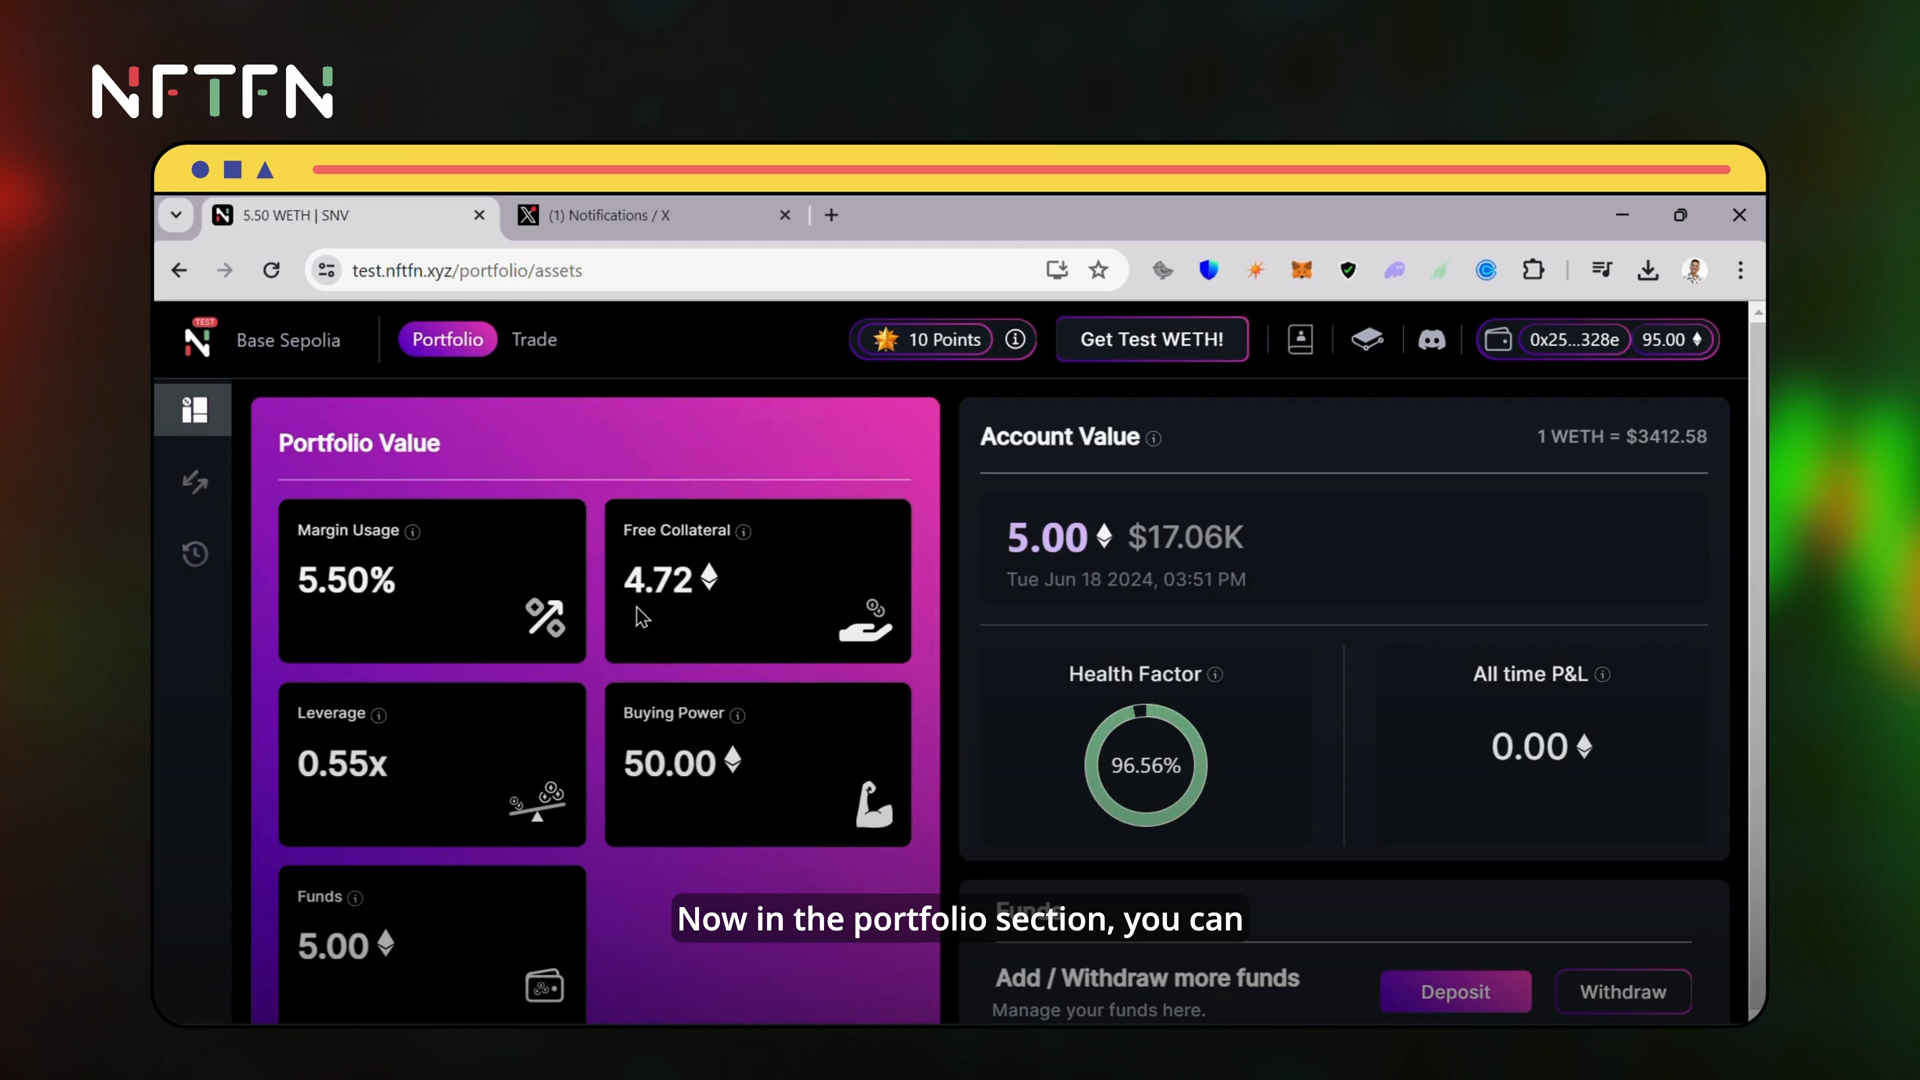 NFTFN
5.50 WETH | SNV
(1) Notifications / X
test.nftfn.xyz/portfolio/assets
TEST
Base Sepolia
Portfolio
Trade
10 Points
Get Test WETH!
0x25...328e
95.00
Portfolio Value
Margin Usage
5.50%
Free Collateral
4.72
Leverage
0.55x
Buying Power
50.00
Funds
5.00
Account Value
1 WETH = $3412.58
5.00 $17.06K
Tue Jun 18 2024, 03:51 PM
Health Factor
96.56%
All time P&L
0.00
Funds
Now in the portfolio section, you can
Add / Withdraw more funds
Manage your funds here.
Deposit
Withdraw